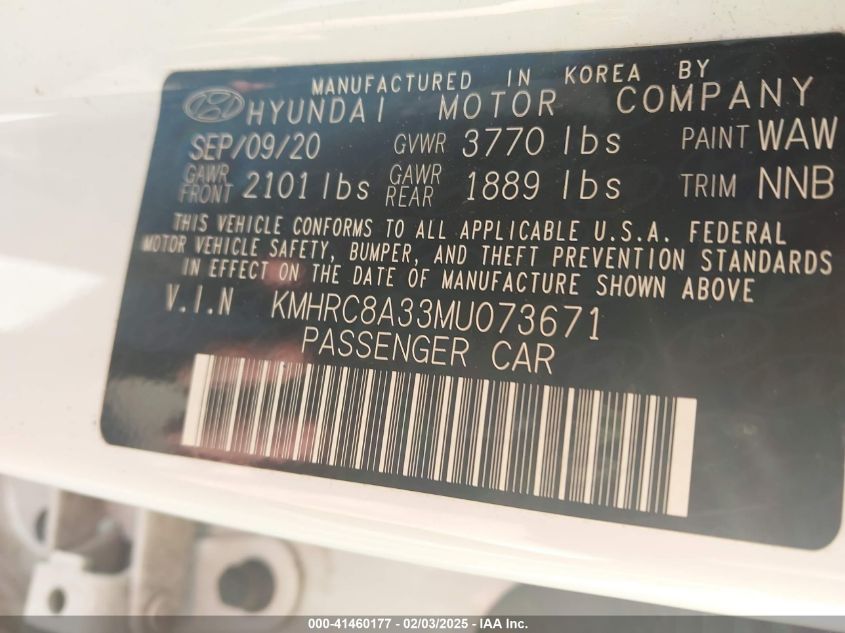 MANUFACTURED IN KOREA BY
HYUNDAI MOTOR COMPANY
SEP/09/20 GVWR 3770 lbs PAINT WAW
GAWR FRONT 2101 lbs GAWR REAR 1889 lbs TRIM NNB
THIS VEHICLE CONFORMS TO ALL APPLICABLE U.S.A. FEDERAL
MOTOR VEHICLE SAFETY, BUMPER, AND THEFT PREVENTION STANDARDS
IN EFFECT ON THE DATE OF MANUFACTURE SHOWN ABOVE
V.I.N KMHRC8A33MU073671
PASSENGER CAR
000-41460177 - 02/03/2025 - IAA Inc.